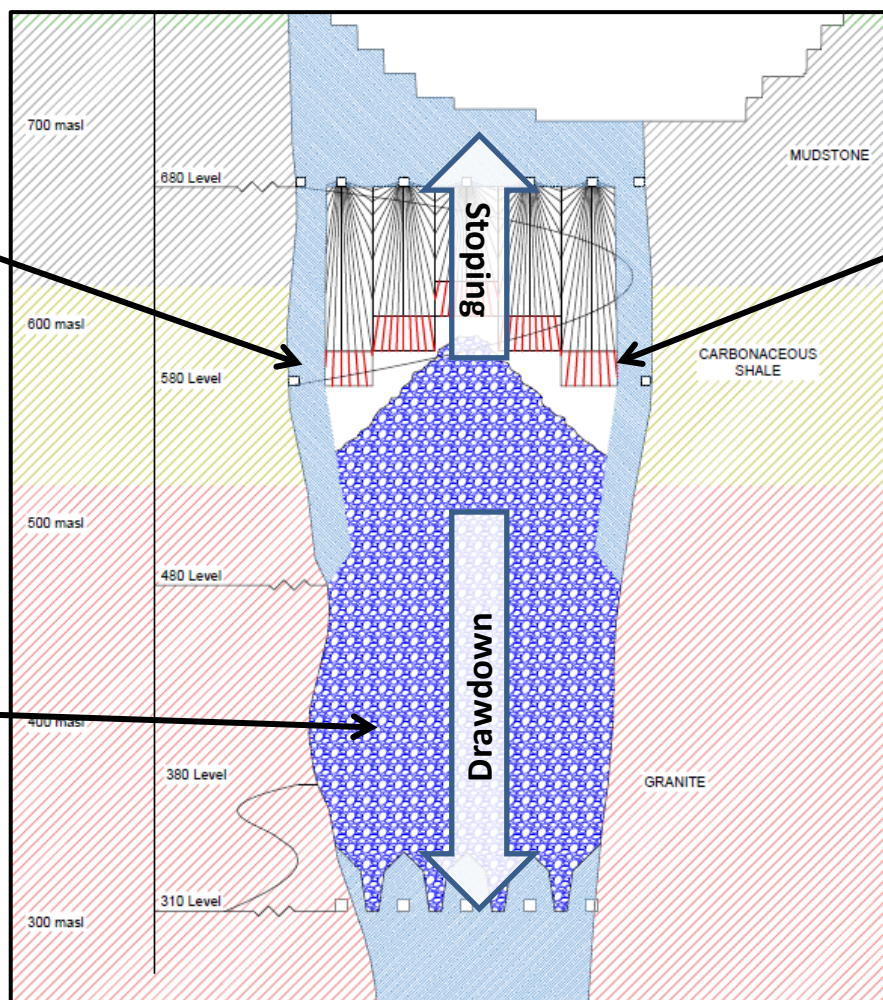 700 masl
MUDSTONE
680 Level
Stoping
600 masl
CARBONACEOUS
SHALE
580 Level
500 masl
480 Level
Drawdown
400 masl
380 Level
GRANITE
310 Level
300 masl